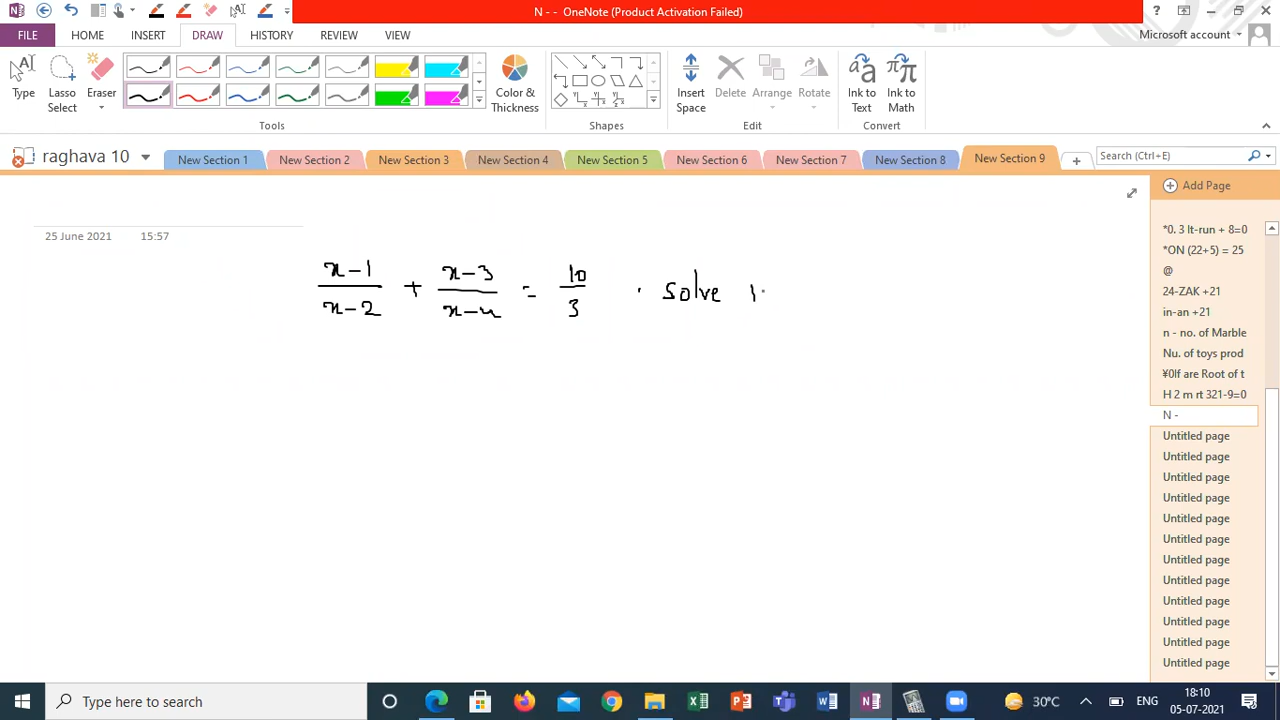 N - - OneNote (Product Activation Failed)
FILE HOME INSERT DRAW HISTORY REVIEW VIEW Microsoft account
Type Lasso Select Eraser Color & Thickness Insert Space Delete Arrange Rotate Ink to Text Ink to Math
Tools Shapes Edit Convert
raghava 10 New Section 1 New Section 2 New Section 3 New Section 4 New Section 5 New Section 6 New Section 7 New Section 8 New Section 9 Search (Ctrl+E)
Add Page
25 June 2021 15:57
x-1/x-2 + x-3/x-4 = 10/3 . Solve
*0. 3 lt-run + 8=0
*ON (22+5) = 25
@
24-ZAK +21
in-an +21
n - no. of Marble
Nu. of toys prod
¥0lf are Root of t
H 2 m rt 321-9=0
N -
Untitled page
Untitled page
Untitled page
Untitled page
Untitled page
Untitled page
Untitled page
Untitled page
Untitled page
Untitled page
Untitled page
Untitled page
Type here to search 30°C ENG 18:10
05-07-2021